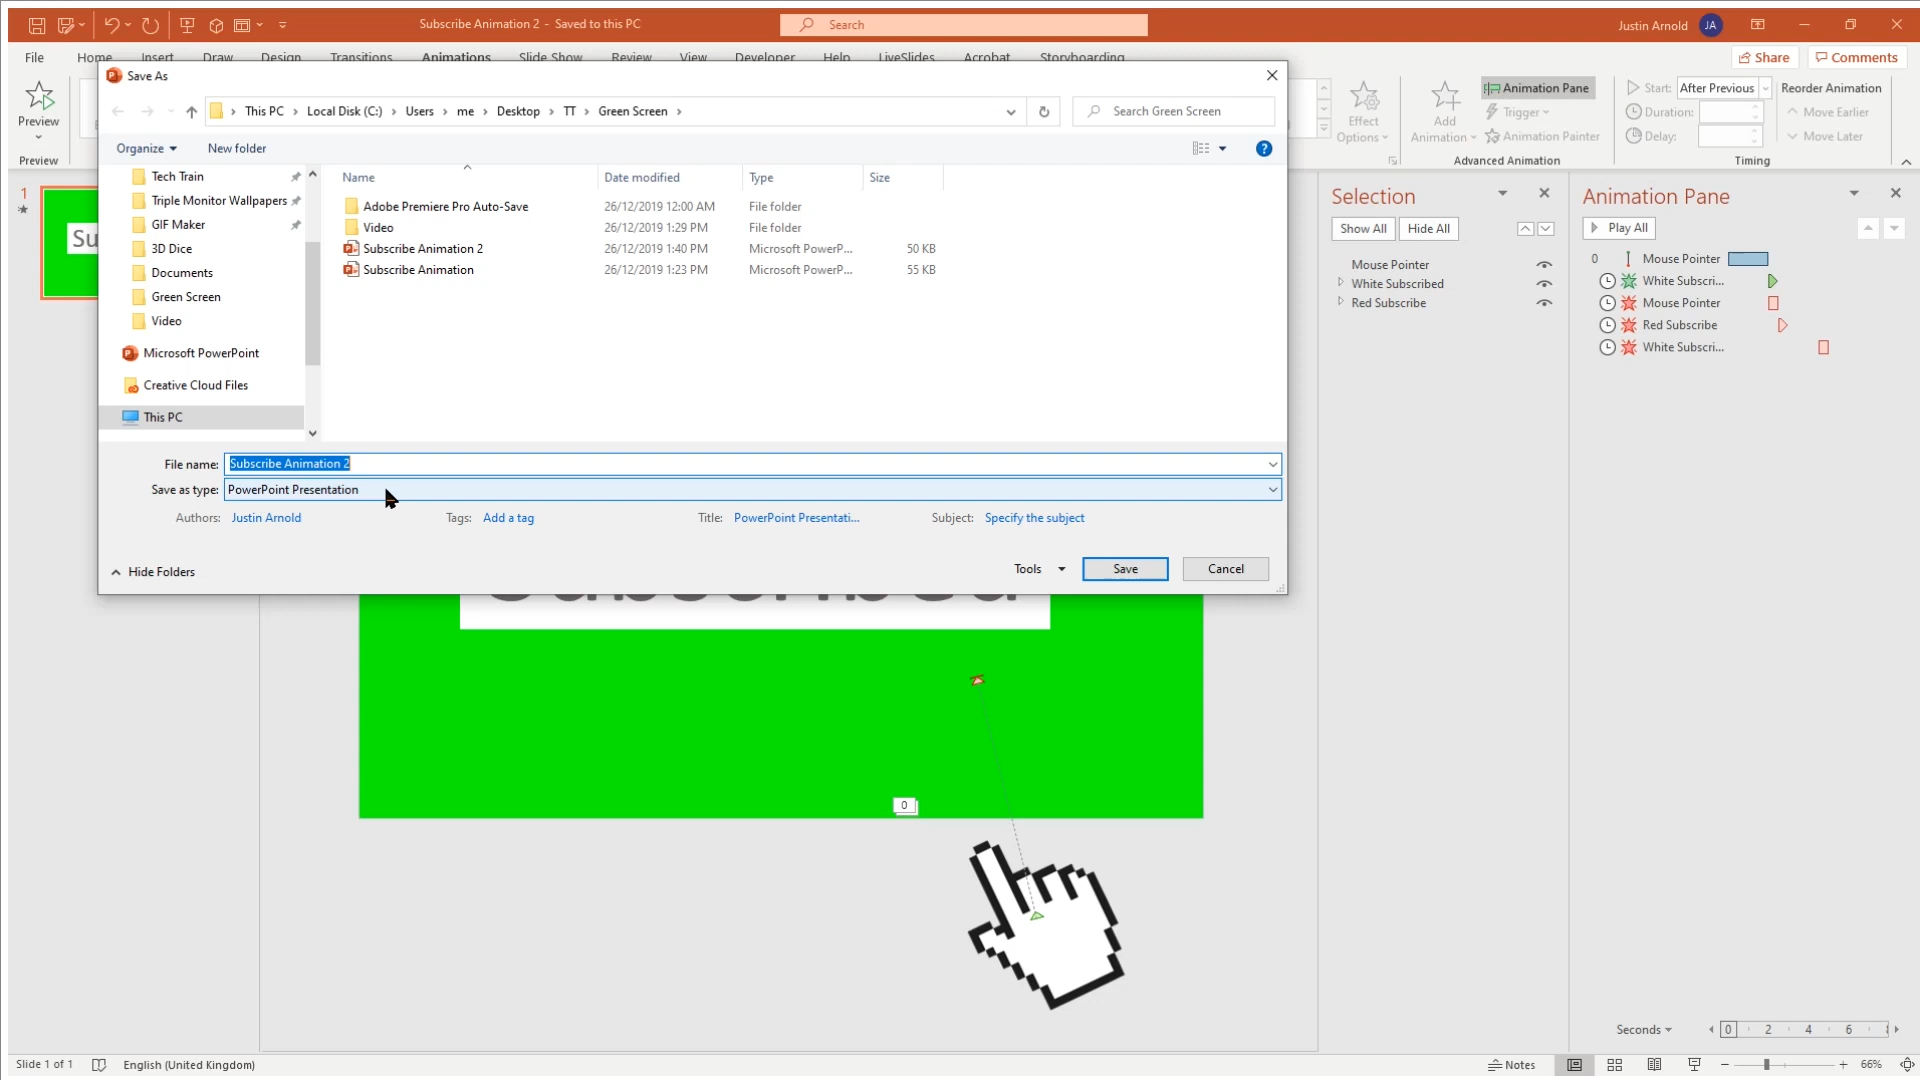 Subscribe Animation 2 - Saved to this PC
Search
Justin Arnold
JA
File Home Insert Draw Design Transitions Animations Slide Show Review View Developer Help LiveSlides Acrobat Storyboarding
Share
Comments
Preview
Preview
Save As
This PC > Local Disk (C:) > Users > me > Desktop > TT > Green Screen >
Search Green Screen
Organize
New folder
?
Name Date modified Type Size
Tech Train
Triple Monitor Wallpapers
GIF Maker
3D Dice
Documents
Green Screen
Video
Microsoft PowerPoint
Creative Cloud Files
This PC
Adobe Premiere Pro Auto-Save 26/12/2019 12:00 AM File folder
Video 26/12/2019 1:29 PM File folder
Subscribe Animation 2 26/12/2019 1:40 PM Microsoft PowerP... 50 KB
Subscribe Animation 26/12/2019 1:23 PM Microsoft PowerP... 55 KB
File name: Subscribe Animation 2
Save as type: PowerPoint Presentation
Authors: Justin Arnold Tags: Add a tag Title: PowerPoint Presentati... Subject: Specify the subject
Hide Folders
Tools
Save
Cancel
Effect
Options
Add
Animation
Animation Pane
Trigger
Animation Painter
Advanced Animation
Start: After Previous
Duration:
Delay:
Timing
Reorder Animation
Move Earlier
Move Later
1
Su
Selection
Show All
Hide All
Mouse Pointer
White Subscribed
Red Subscribe
Animation Pane
Play All
0 Mouse Pointer
White Subscri...
Mouse Pointer
Red Subscribe
White Subscri...
0
Seconds
0 2 4 6
Slide 1 of 1
English (United Kingdom)
Notes
66%